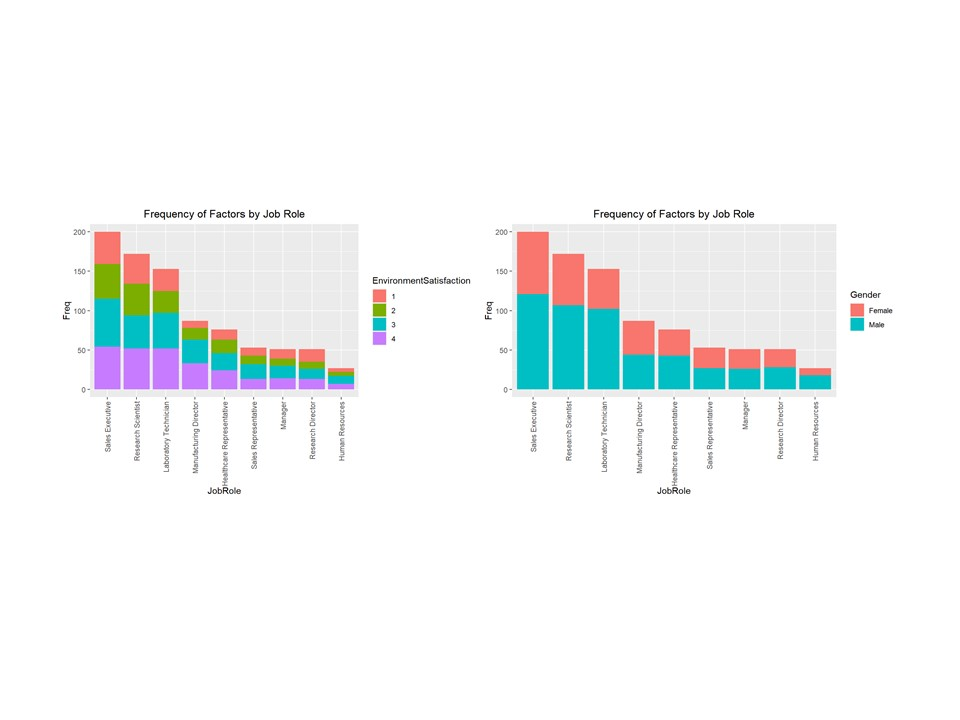 Frequency of Factors by Job Role
Freq
200
150
100
50
0
Sales Executive
Research Scientist
Laboratory Technician
Manufacturing Director
Healthcare Representative
Sales Representative
Manager
Research Director
Human Resources
JobRole
EnvironmentSatisfaction
1
2
3
4
Frequency of Factors by Job Role
Freq
200
150
100
50
0
Sales Executive
Research Scientist
Laboratory Technician
Manufacturing Director
Healthcare Representative
Sales Representative
Manager
Research Director
Human Resources
JobRole
Gender
Female
Male